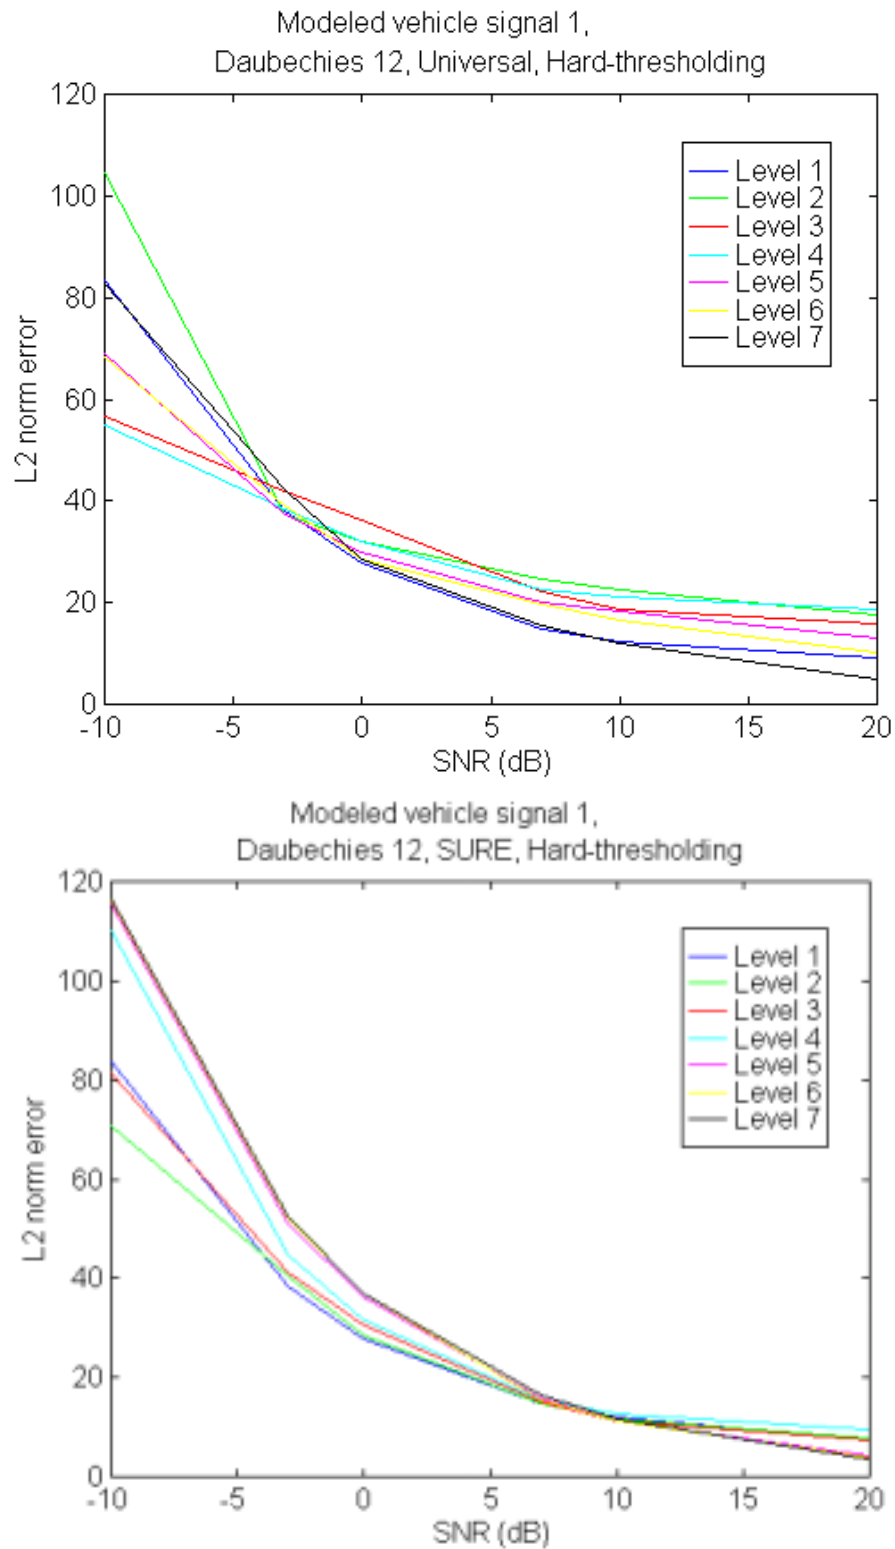 Modeled vehicle signal 1,
Daubechies 12, Universal, Hard-thresholding
120
100
80
60
40
20
0
L2 norm error
Level 1
Level 2
Level 3
Level 4
Level 5
Level 6
Level 7
-10 -5 0 5 10 15 20
SNR (dB)
Modeled vehicle signal 1,
Daubechies 12, SURE, Hard-thresholding
120
100
80
60
40
20
0
L2 norm error
Level 1
Level 2
Level 3
Level 4
Level 5
Level 6
Level 7
-10 -5 0 5 10 15 20
SNR (dB)